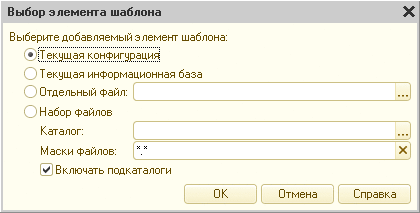 Выбор элемента шаблона
Выберите добавляемый элемент шаблона:
Текущая конфигурация
Текущая информационная база
Отдельный файл:
...
Набор файлов
Каталог:
...
Маски файлов: *.*
Включать подкаталоги
OK Отмена Справка